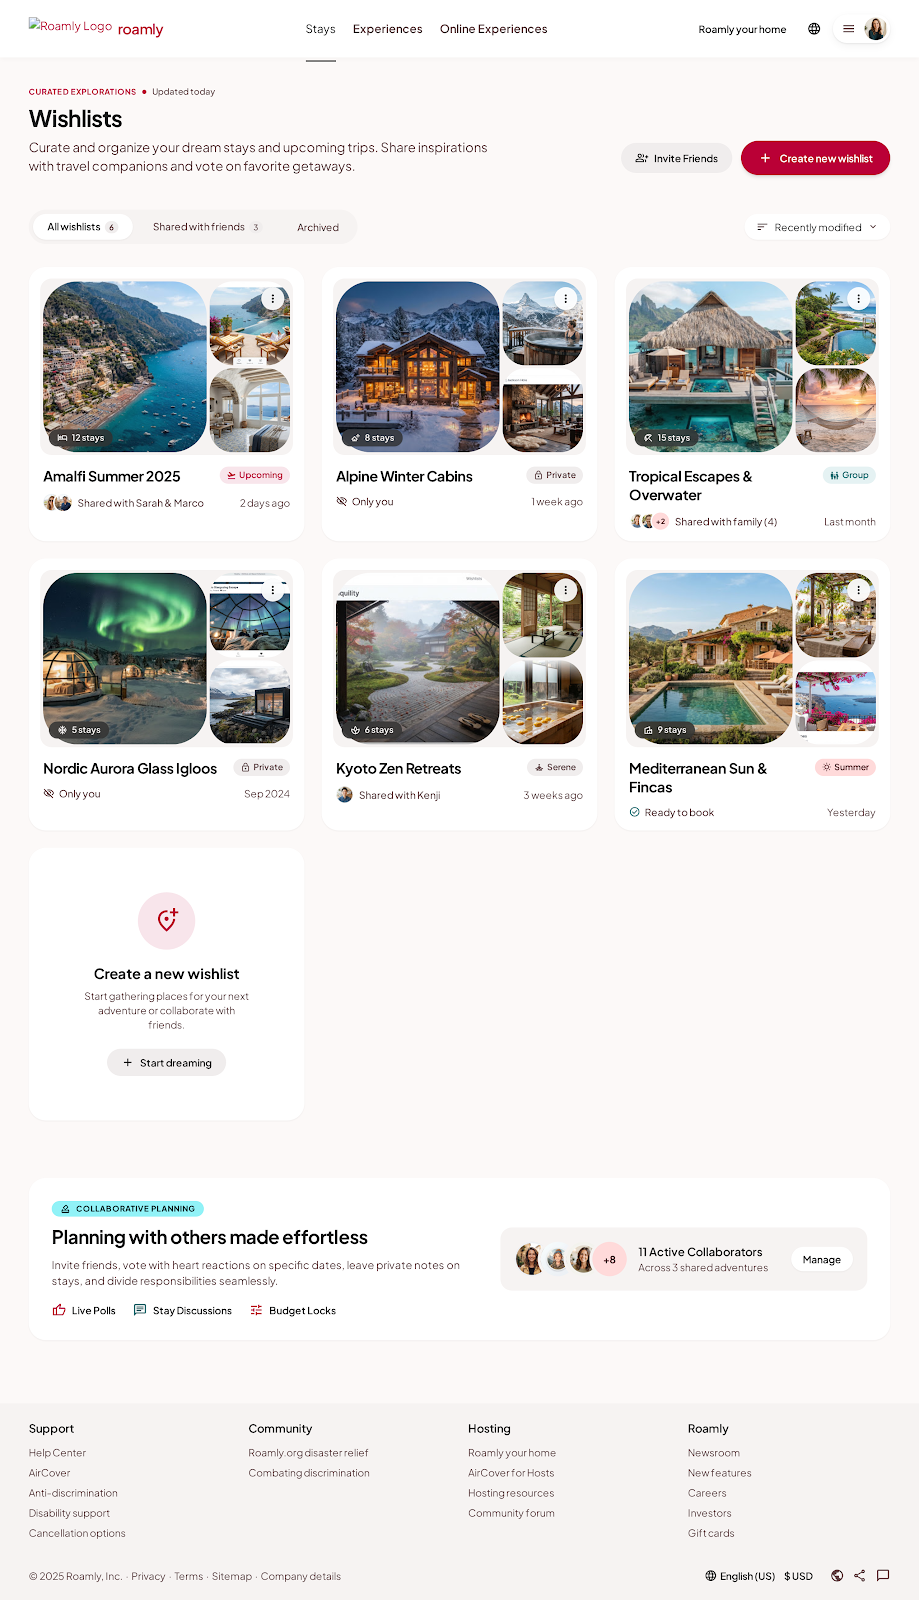 Roamly Logo roamly
Stays Experiences Online Experiences
Roamly your home
CURATED EXPLORATIONS • Updated today
Wishlists
Curate and organize your dream stays and upcoming trips. Share inspirations
with travel companions and vote on favorite getaways.
Invite Friends
Create new wishlist
All wishlists 6
Shared with friends 3
Archived
Recently modified
12 stays
Amalfi Summer 2025
Upcoming
Shared with Sarah & Marco
2 days ago
8 stays
Alpine Winter Cabins
Private
Only you
1 week ago
15 stays
Tropical Escapes &
Overwater
Group
+2
Shared with family (4)
Last month
5 stays
Nordic Aurora Glass Igloos
Private
Only you
Sep 2024
quility
6 stays
Kyoto Zen Retreats
Serene
Shared with Kenji
3 weeks ago
9 stays
Mediterranean Sun &
Fincas
Summer
Ready to book
Yesterday
Create a new wishlist
Start gathering places for your next
adventure or collaborate with
friends.
Start dreaming
COLLABORATIVE PLANNING
Planning with others made effortless
Invite friends, vote with heart reactions on specific dates, leave private notes on
stays, and divide responsibilities seamlessly.
Live Polls
Stay Discussions
Budget Locks
+8
11 Active Collaborators
Across 3 shared adventures
Manage
Support
Help Center
AirCover
Anti-discrimination
Disability support
Cancellation options
Community
Roamly.org disaster relief
Combating discrimination
Hosting
Roamly your home
AirCover for Hosts
Hosting resources
Community forum
Roamly
Newsroom
New features
Careers
Investors
Gift cards
© 2025 Roamly, Inc. · Privacy · Terms · Sitemap · Company details
English (US)
$ USD